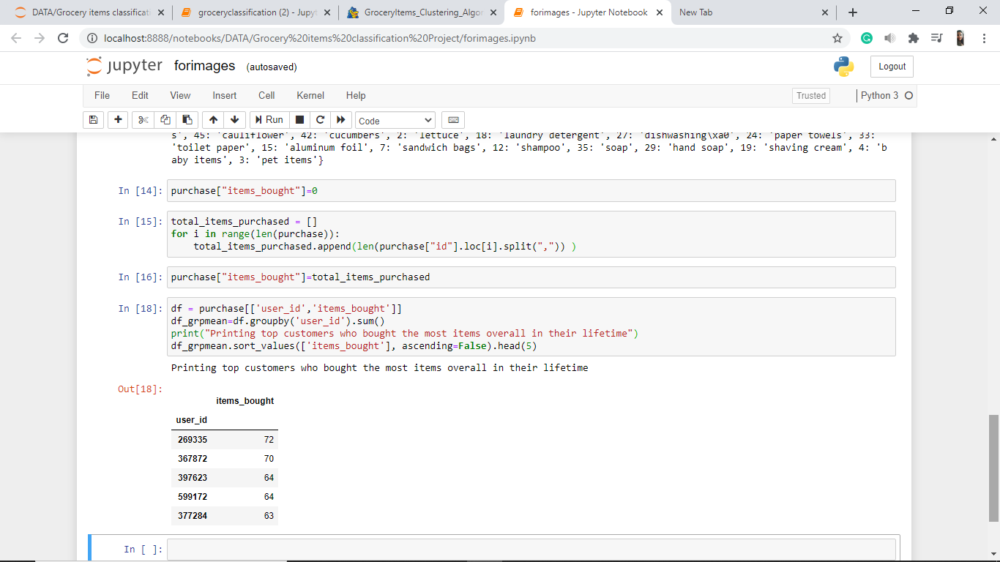 DATA/Grocery items classificati
groceryclassification (2) - Jupyt
GroceryItems_Clustering_Algor
forimages - Jupyter Notebook
New Tab
localhost:8888/notebooks/DATA/Grocery%20items%20classification%20Project/forimages.ipynb
jupyter forimages (autosaved)
Logout
File Edit View Insert Cell Kernel Help
Trusted
Python 3
Run
Code
s', 45: 'cauliflower', 42: 'cucumbers', 2: 'lettuce', 18: 'laundry detergent', 27: 'dishwashing\xa0', 24: 'paper towels', 33:
'toilet paper', 15: 'aluminum foil', 7: 'sandwich bags', 12: 'shampoo', 35: 'soap', 29: 'hand soap', 19: 'shaving cream', 4: 'b
aby items', 3: 'pet items'}
In [14]: purchase["items_bought"]=0
In [15]: total_items_purchased = []
for i in range(len(purchase)):
    total_items_purchased.append(len(purchase["id"].loc[i].split(",")) )
In [16]: purchase["items_bought"]=total_items_purchased
In [18]: df = purchase[['user_id','items_bought']]
df_grpmean=df.groupby('user_id').sum()
print("Printing top customers who bought the most items overall in their lifetime")
df_grpmean.sort_values(['items_bought'], ascending=False).head(5)
Printing top customers who bought the most items overall in their lifetime
Out[18]:
items_bought
user_id
269335 72
367872 70
397623 64
599172 64
377284 63
In [ ]: